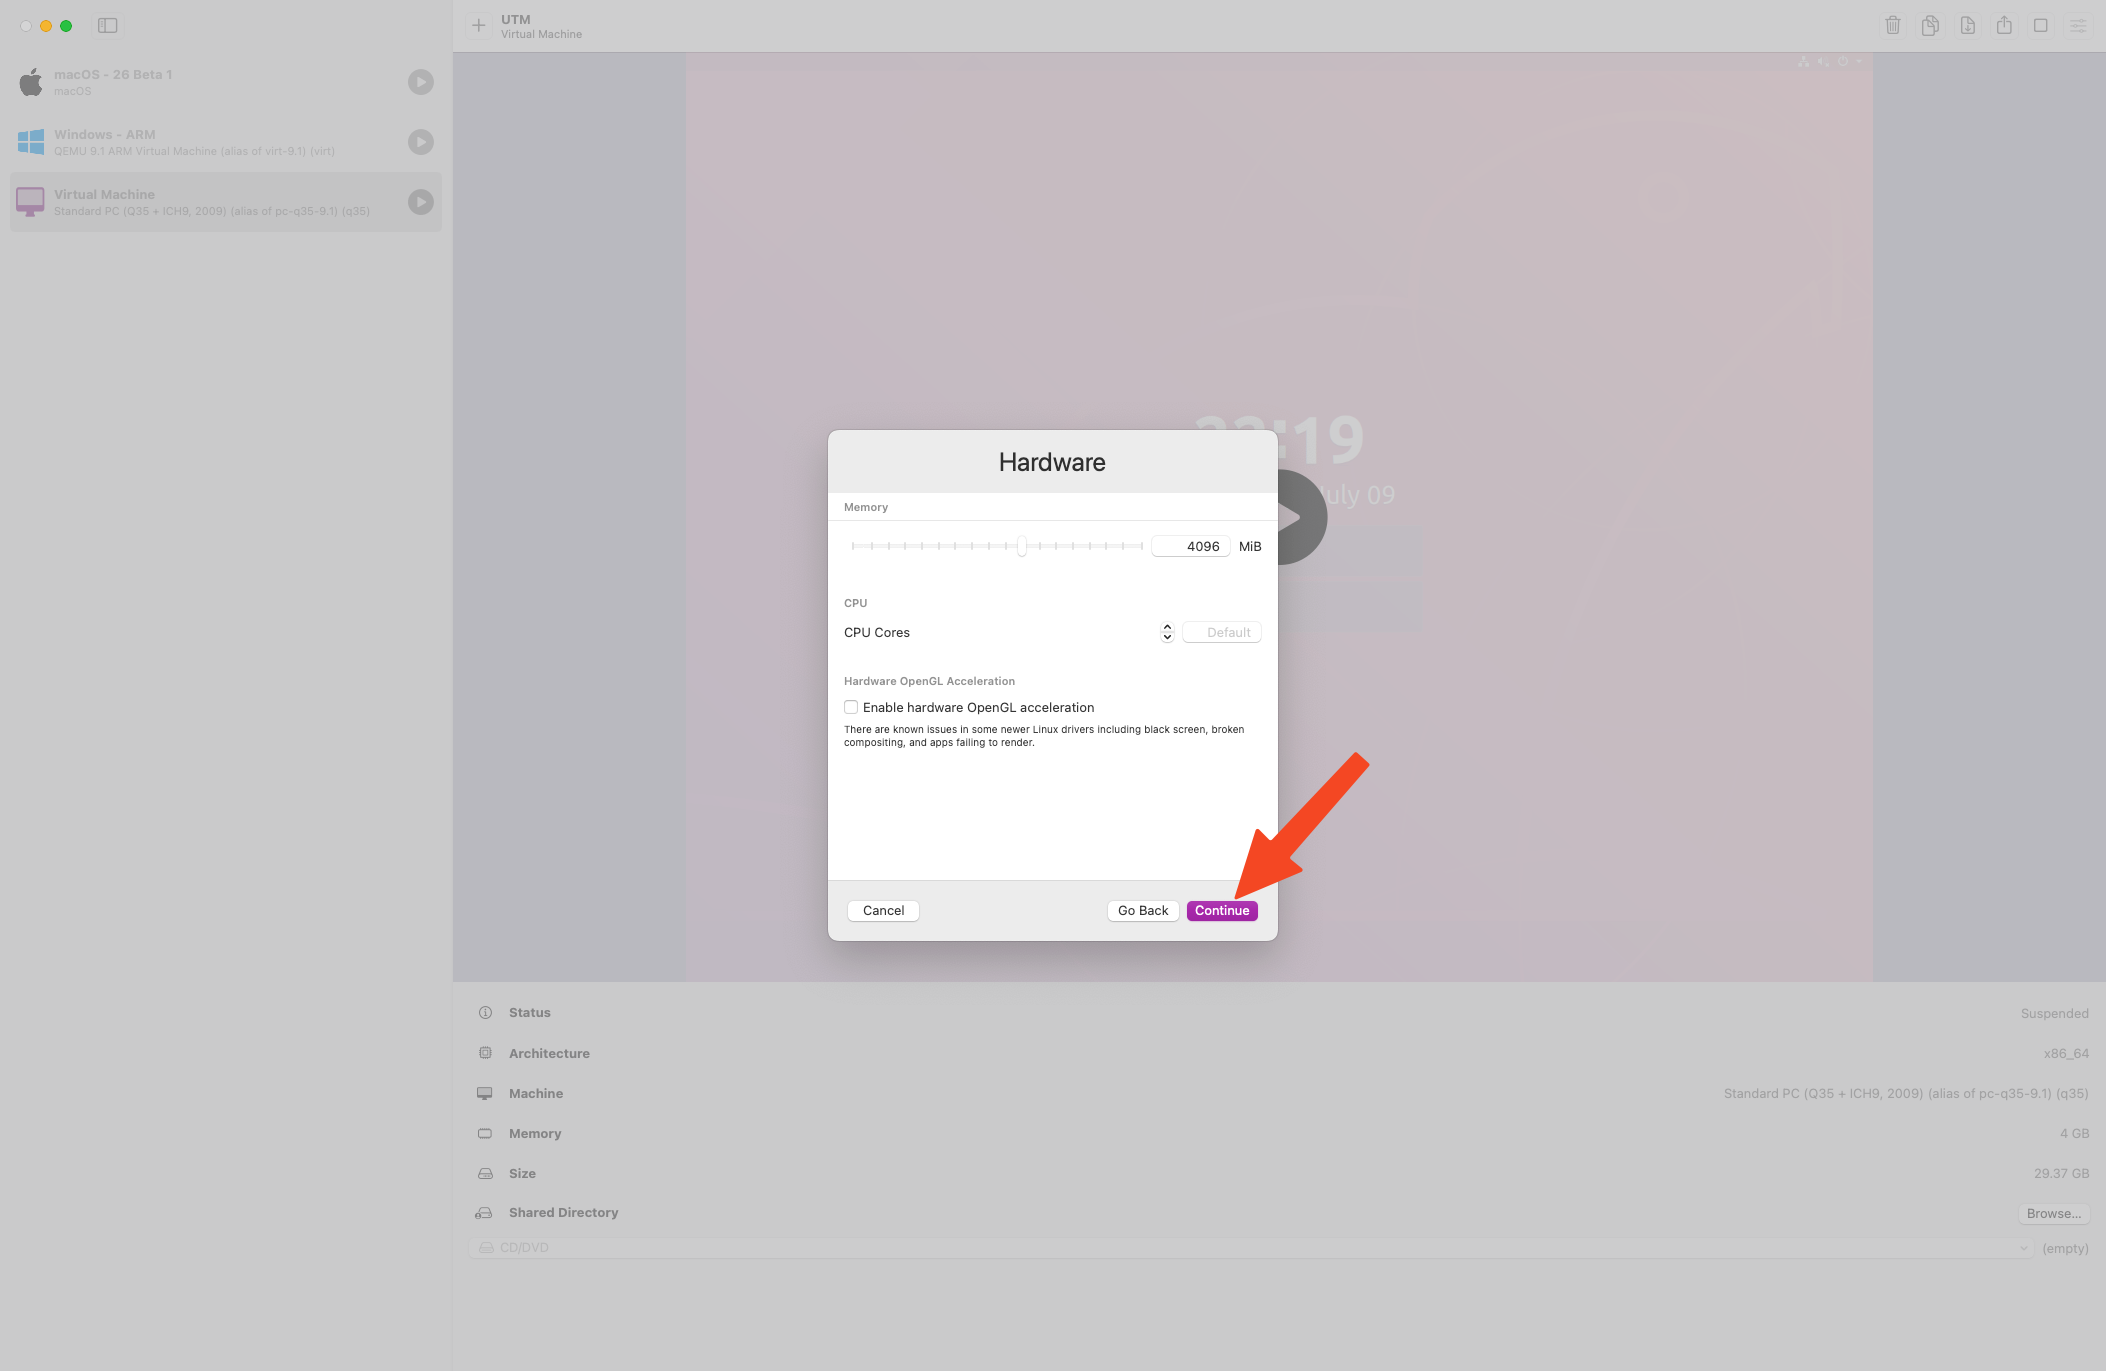 UTM
Virtual Machine
macOS - 26 Beta 1
macOS
Windows - ARM
QEMU 9.1 ARM Virtual Machine (alias of virt-9.1) (virt)
Virtual Machine
Standard PC (Q35 + ICH9, 2009) (alias of pc-q35-9.1) (q35)
:19
July 09
Hardware
Memory
4096 MiB
CPU
CPU Cores
Default
Hardware OpenGL Acceleration
Enable hardware OpenGL acceleration
There are known issues in some newer Linux drivers including black screen, broken
compositing, and apps failing to render.
Cancel
Go Back
Continue
Status
Suspended
Architecture
x86_64
Machine
Standard PC (Q35 + ICH9, 2009) (alias of pc-q35-9.1) (q35)
Memory
4 GB
Size
29.37 GB
Shared Directory
Browse...
CD/DVD
(empty)